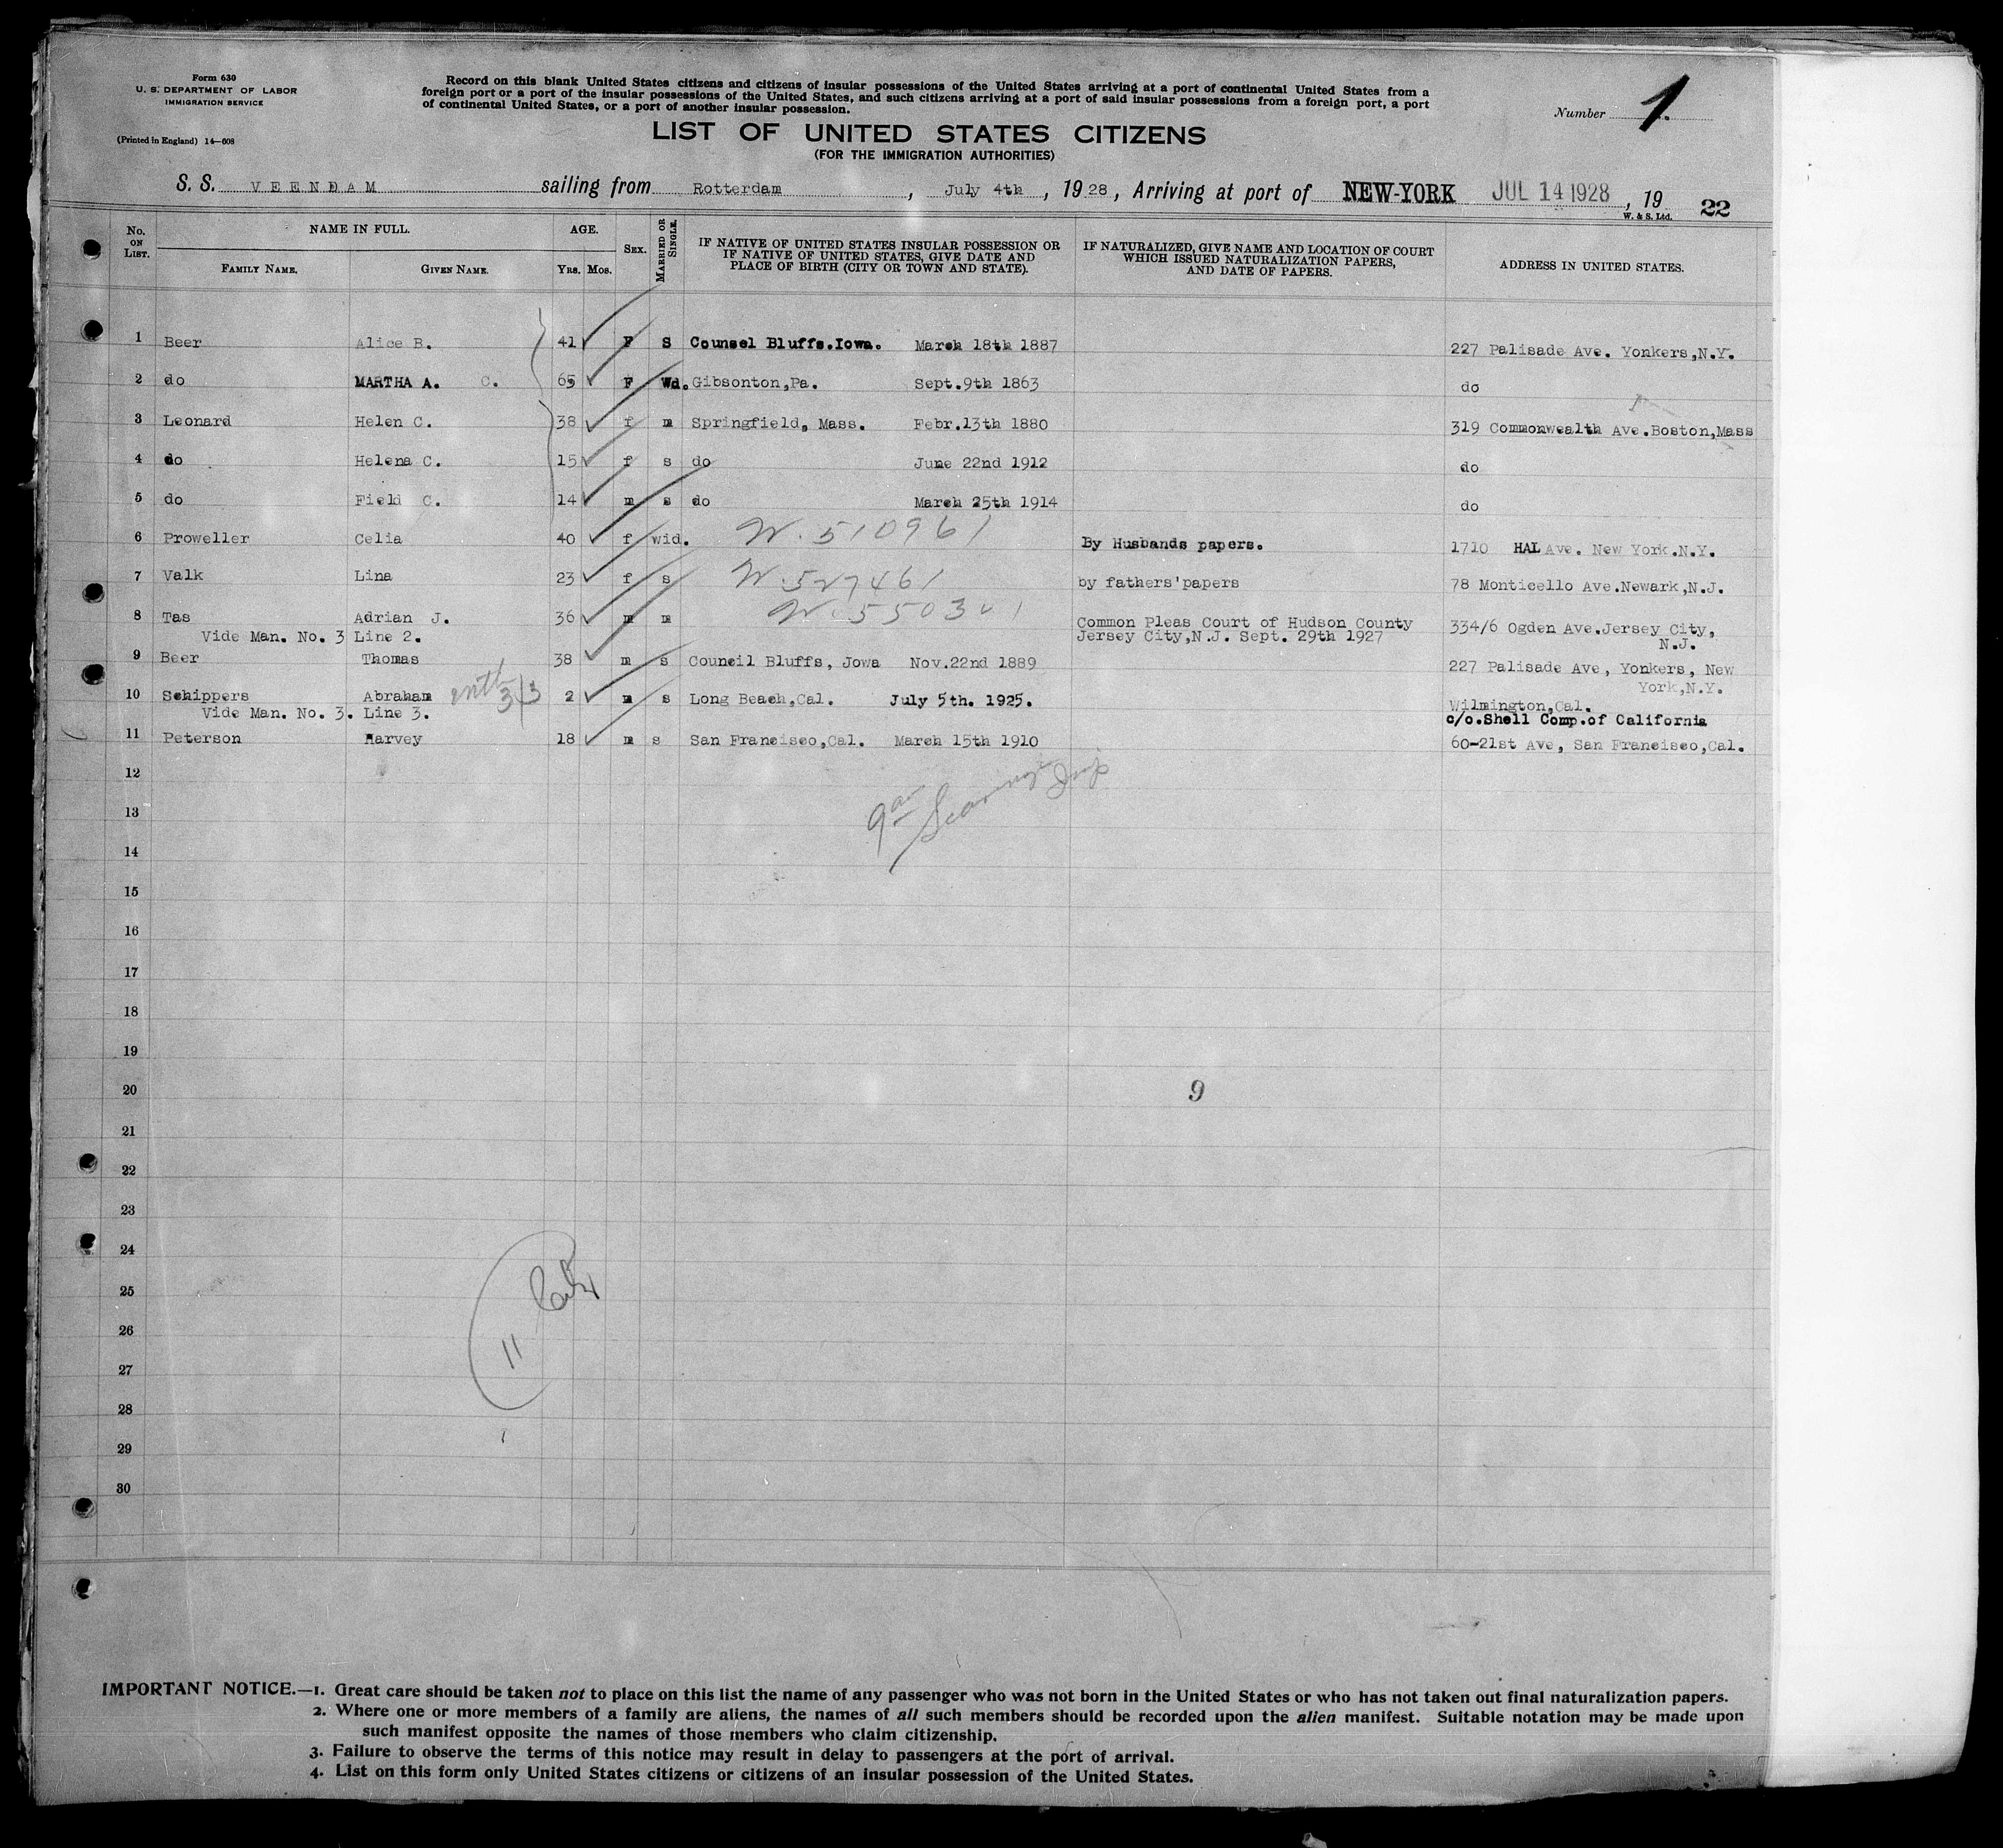 Form 630
U. S. DEPARTMENT OF LABOR
IMMIGRATION SERVICE
(Printed in England) 14—608
Record on this blank United States citizens and citizens of insular possessions of the United States arriving at a port of continental United States from a
foreign port or a port of the insular possessions of the United States, and such citizens arriving at a port of said insular possessions from a foreign port, a port
of continental United States, or a port of another insular possession.
Number 1.
LIST OF UNITED STATES CITIZENS
(FOR THE IMMIGRATION AUTHORITIES)
S. S. VEENDAM sailing from Rotterdam, July 4th, 1928, Arriving at port of NEW-YORK JUL 14 1928, 19
W. & S. Ltd.
22
No. ON LIST. NAME IN FULL. FAMILY NAME. GIVEN NAME. AGE. YRS. MOS. SEX. MARRIED OR SINGLE. IF NATIVE OF UNITED STATES INSULAR POSSESSION OR IF NATIVE OF UNITED STATES, GIVE DATE AND PLACE OF BIRTH (CITY OR TOWN AND STATE). IF NATURALIZED, GIVE NAME AND LOCATION OF COURT WHICH ISSUED NATURALIZATION PAPERS, AND DATE OF PAPERS. ADDRESS IN UNITED STATES.
1 Beer Alice B. 41 F S Counsel Bluffs.Iowa. March 18th 1887 227 Palisade Ave. Yonkers,N.Y.
2 do MARTHA A. C. 65 F Wd. Gibsonton,Pa. Sept.9th 1863 do
3 Leonard Helen C. 38 f m Springfield, Mass. Febr.13th 1880 319 Commonwealth Ave.Boston,Mass
4 do Helena C. 15 f s do June 22nd 1912 do
5 do Field C. 14 m s do March 25th 1914 do
6 Proweller Celia 40 f wid. W. 510961 By Husbands papers. 1710 HAL Ave. New York.N.Y.
7 Valk Lina 23 f s W. 527461 by fathers'papers 78 Monticello Ave.Newark,N.J.
8 Tas Adrian J. 36 m m Common Pleas Court of Hudson County 334/6 Ogden Ave.Jersey City,
Vide Man. No. 3 Line 2. Jersey City,N.J. Sept. 29th 1927 N.J.
9 Beer Thomas 38 m s Council Bluffs, Jowa Nov.22nd 1889 227 Palisade Ave, Yonkers, New
York,N.Y.
10 Schippers Abraham 3/3 2 m s Long Beach,Cal. July 5th. 1925. Wilmington,Cal.
Vide Man. No. 3. Line 3. c/o.Shell Comp.of California
11 Peterson Harvey 18 m s San Francisco,Cal. March 15th 1910 60-21st Ave, San Francisco,Cal.
12
13
14
15
16
17
18
19
20
9
21
22
23
24
25
26
11
27
28
29
30
IMPORTANT NOTICE.—1. Great care should be taken not to place on this list the name of any passenger who was not born in the United States or who has not taken out final naturalization papers.
2. Where one or more members of a family are aliens, the names of all such members should be recorded upon the alien manifest. Suitable notation may be made upon
such manifest opposite the names of those members who claim citizenship.
3. Failure to observe the terms of this notice may result in delay to passengers at the port of arrival.
4. List on this form only United States citizens or citizens of an insular possession of the United States.